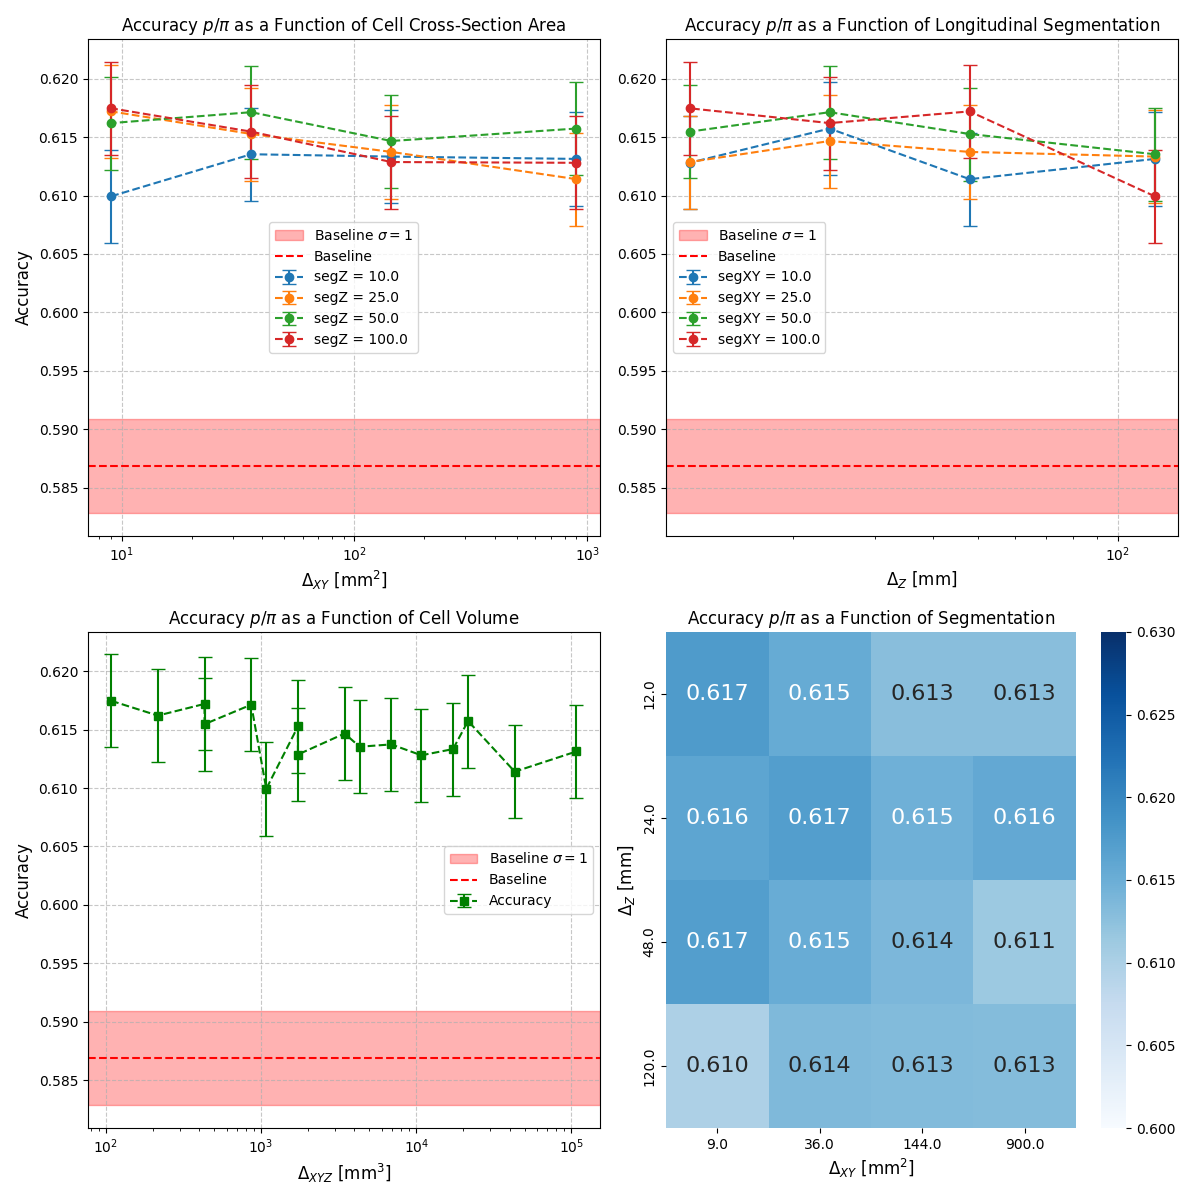 Accuracy p/π as a Function of Cell Cross-Section Area
0.620
0.615
0.610
0.605
0.600
0.595
0.590
0.585
Accuracy
Baseline σ = 1
Baseline
segZ = 10.0
segZ = 25.0
segZ = 50.0
segZ = 100.0
10¹ 10² 10³
Δ_XY [mm²]
Accuracy p/π as a Function of Longitudinal Segmentation
0.620
0.615
0.610
0.605
0.600
0.595
0.590
0.585
Baseline σ = 1
Baseline
segXY = 10.0
segXY = 25.0
segXY = 50.0
segXY = 100.0
10²
Δ_Z [mm]
Accuracy p/π as a Function of Cell Volume
0.620
0.615
0.610
0.605
0.600
0.595
0.590
0.585
Accuracy
Baseline σ = 1
Baseline
Accuracy
10² 10³ 10⁴ 10⁵
Δ_XYZ [mm³]
Accuracy p/π as a Function of Segmentation
12.0 0.617 0.615 0.613 0.613
24.0 0.616 0.617 0.615 0.616
48.0 0.617 0.615 0.614 0.611
120.0 0.610 0.614 0.613 0.613
Δ_Z [mm]
9.0 36.0 144.0 900.0
Δ_XY [mm²]
0.630
0.625
0.620
0.615
0.610
0.605
0.600